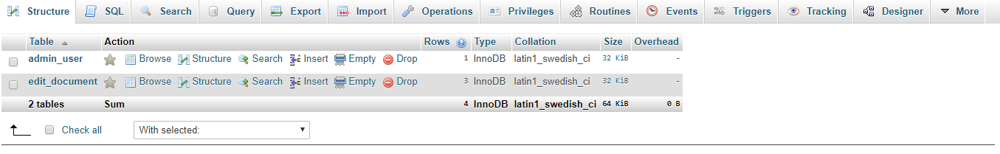 Structure SQL Search Query Export Import Operations Privileges Routines Events Triggers Tracking Designer More
Table Action Rows Type Collation Size Overhead
admin_user Browse Structure Search Insert Empty Drop 1 InnoDB latin1_swedish_ci 32 KiB -
edit_document Browse Structure Search Insert Empty Drop 3 InnoDB latin1_swedish_ci 32 KiB -
2 tables Sum 4 InnoDB latin1_swedish_ci 64 KiB 0 B
Check all With selected: